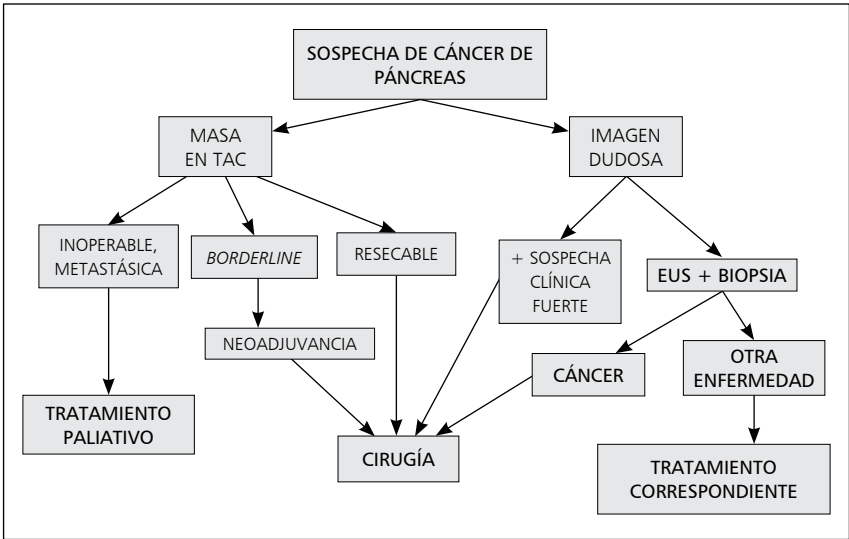 SOSPECHA DE CÁNCER DE
PÁNCREAS
MASA
EN TAC
IMAGEN
DUDOSA
INOPERABLE,
METASTÁSICA
BORDERLINE
RESECABLE
+ SOSPECHA
CLÍNICA
FUERTE
EUS + BIOPSIA
NEOADJUVANCIA
CÁNCER
OTRA
ENFERMEDAD
TRATAMIENTO
PALIATIVO
CIRUGÍA
TRATAMIENTO
CORRESPONDIENTE